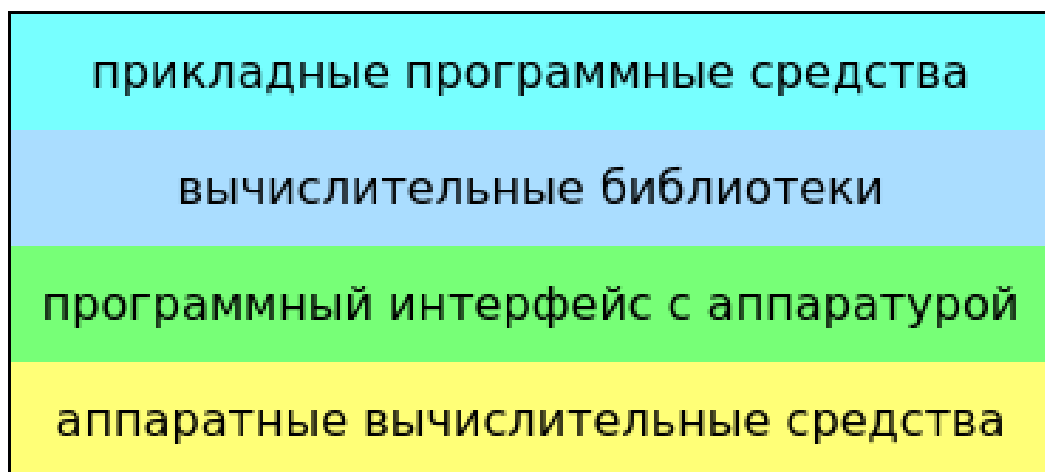 прикладные программные средства
вычислительные библиотеки
программный интерфейс с аппаратурой
аппаратные вычислительные средства